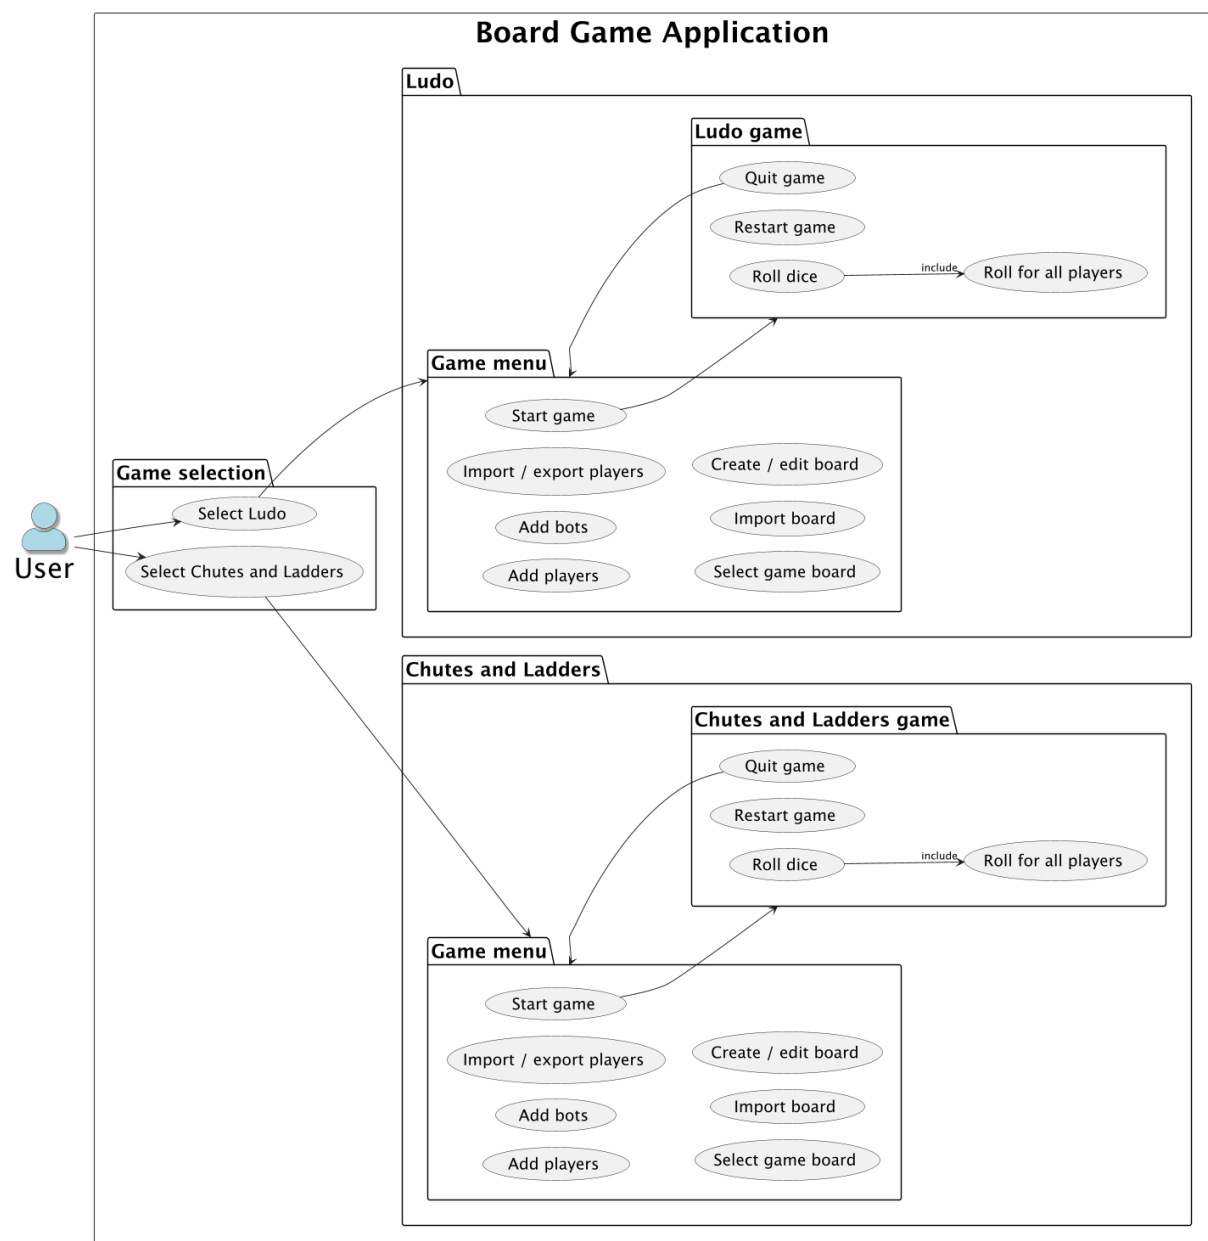 Board Game Application
Ludo
Ludo game
Quit game
Restart game
Roll dice
include
Roll for all players
Game menu
Start game
Import / export players
Create / edit board
Add bots
Import board
Add players
Select game board
Game selection
Select Ludo
Select Chutes and Ladders
User
Chutes and Ladders
Chutes and Ladders game
Quit game
Restart game
Roll dice
include
Roll for all players
Game menu
Start game
Import / export players
Create / edit board
Add bots
Import board
Add players
Select game board